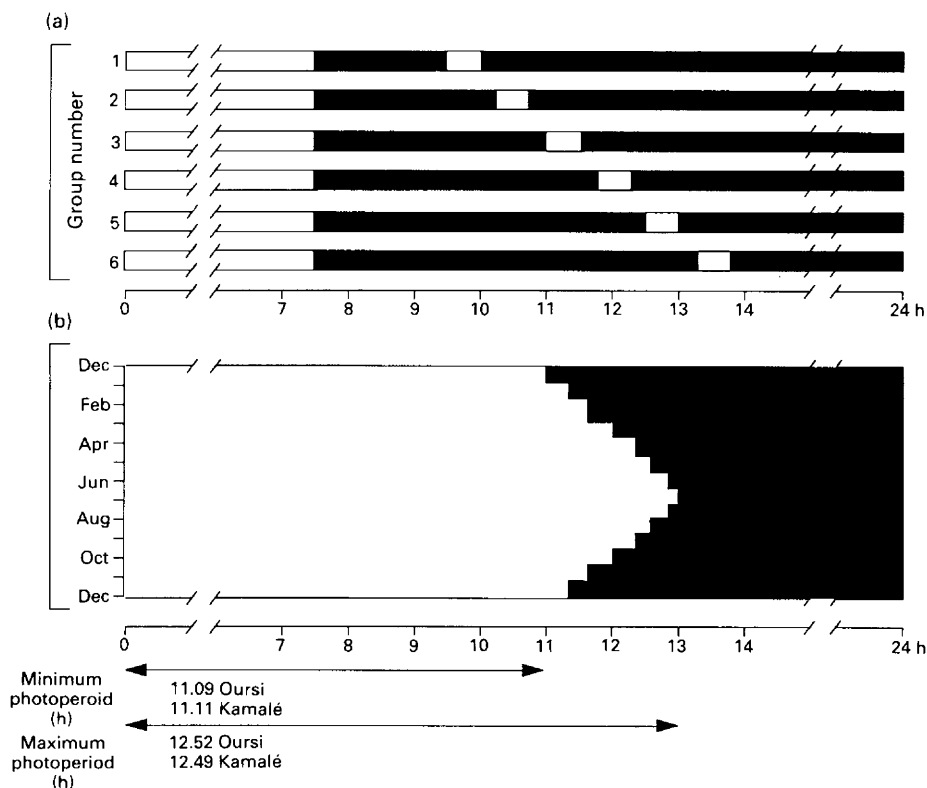 (a)
Group number
1
2
3
4
5
6
0 7 8 9 10 11 12 13 14 24 h
(b)
Dec
Feb
Apr
Jun
Aug
Oct
Dec
0 7 8 9 10 11 12 13 14 24 h
Minimum
photoperoid
(h)
11.09 Oursi
11.11 Kamalé
Maximum
photoperiod
(h)
12.52 Oursi
12.49 Kamalé